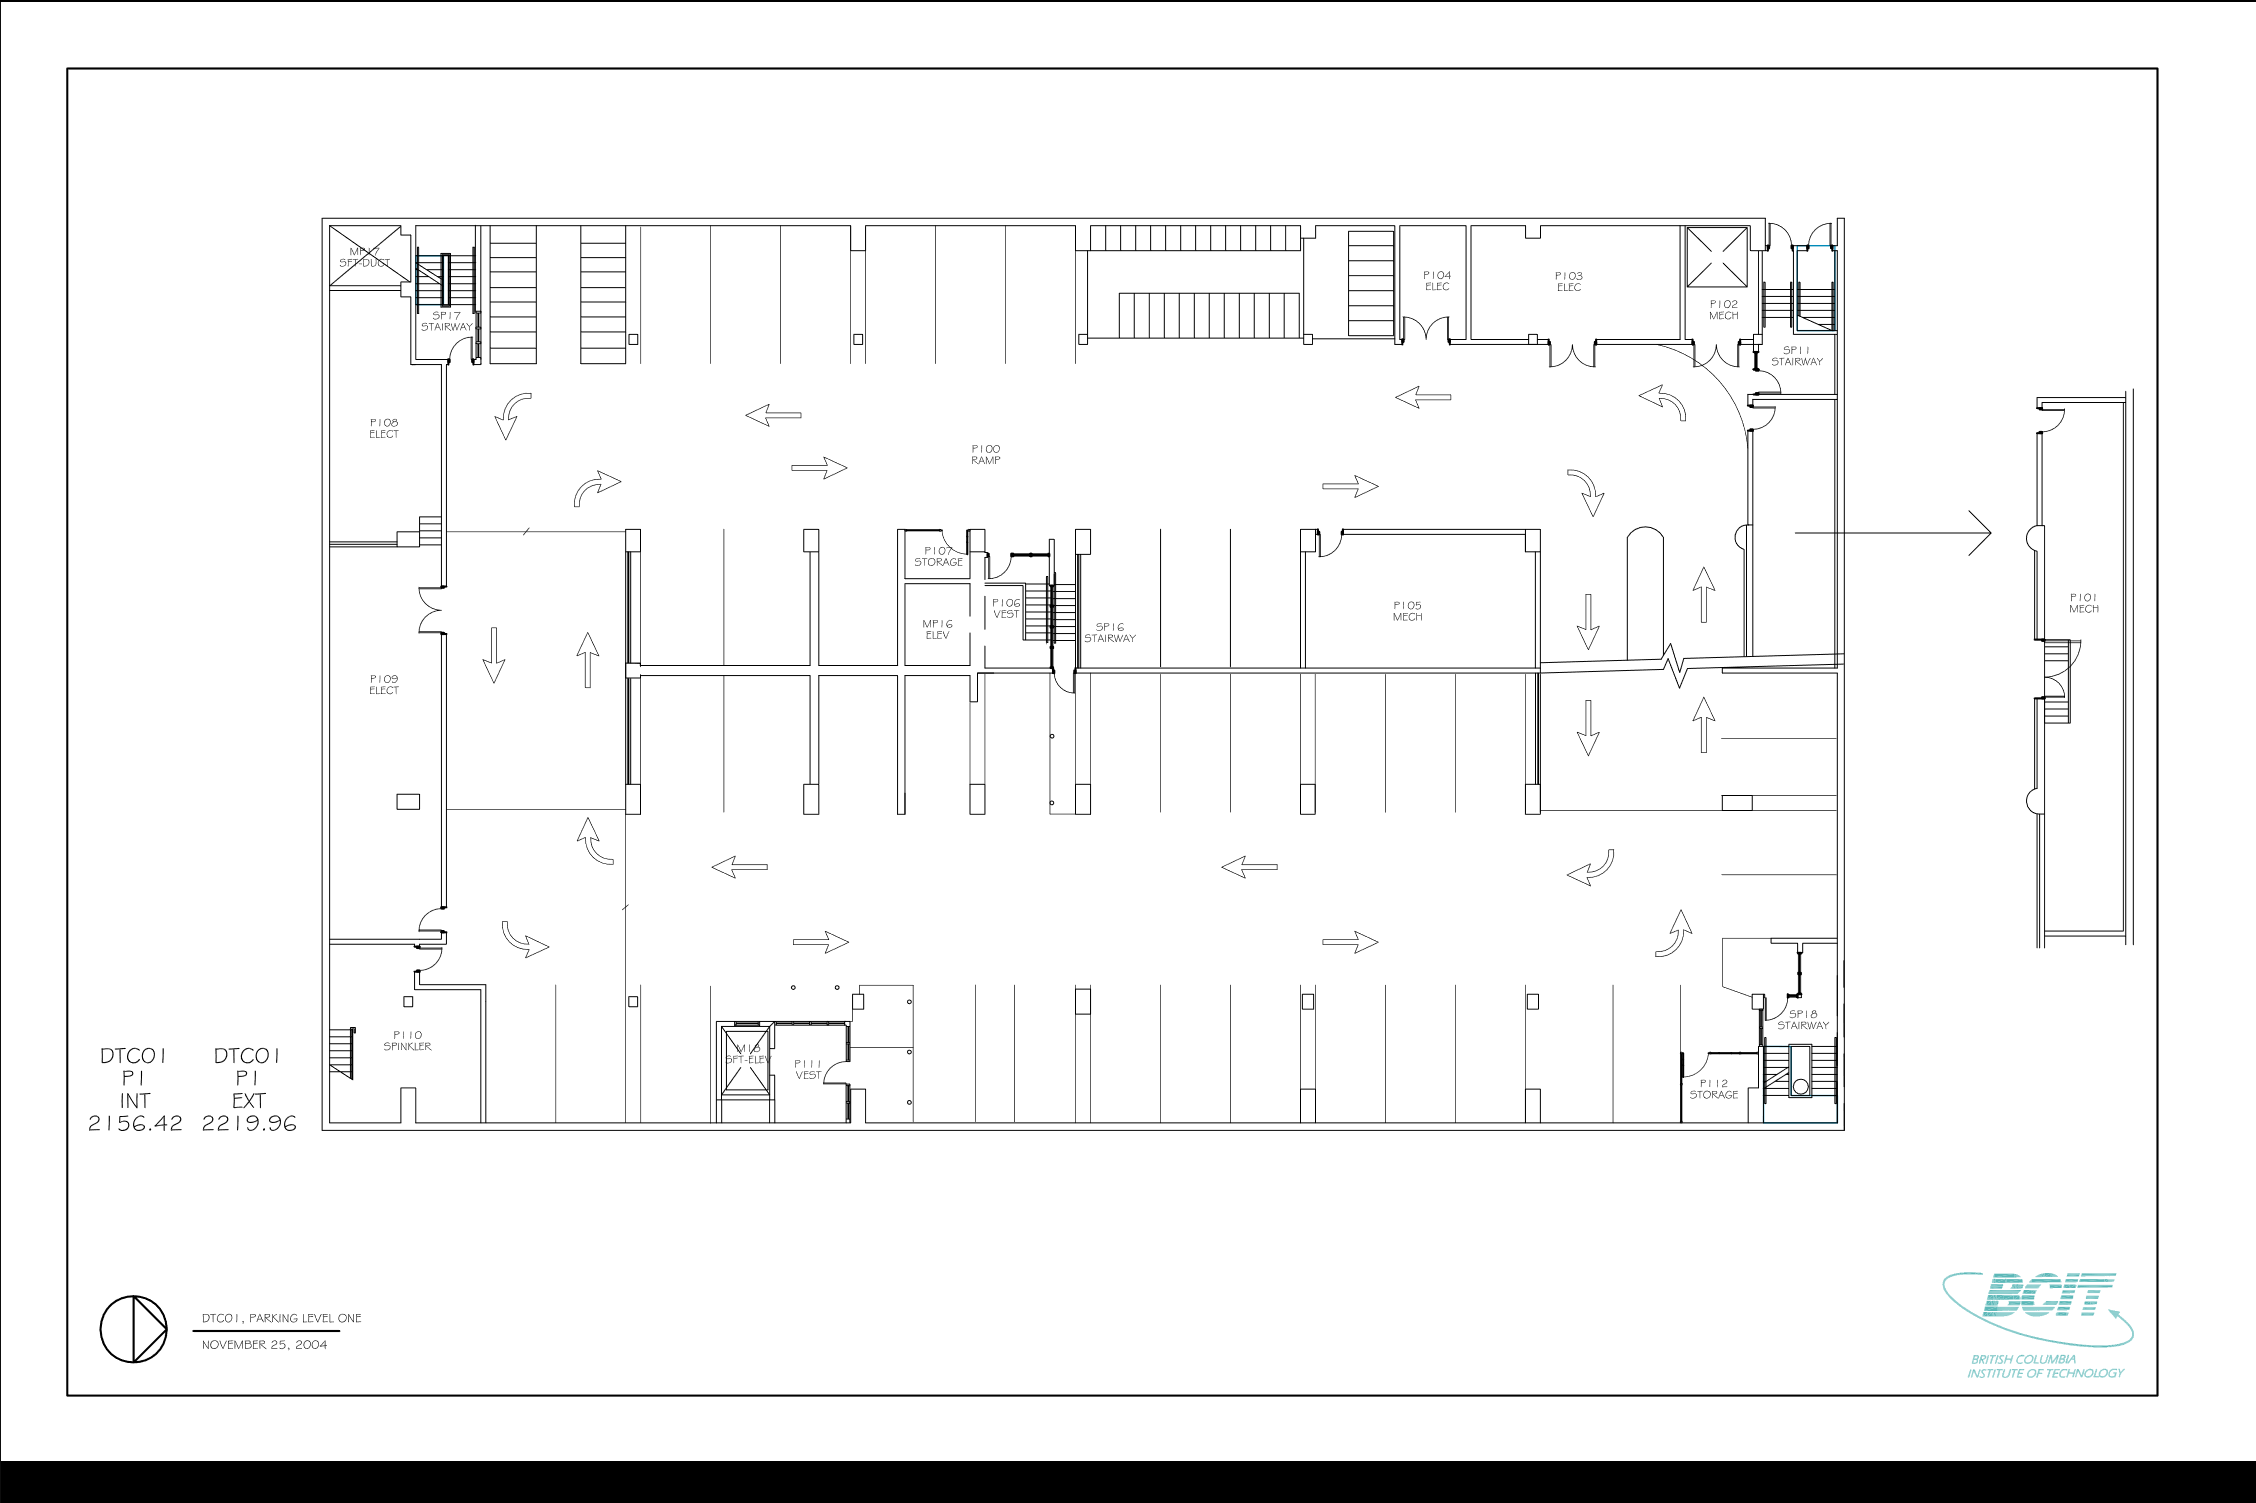 MP17
SFT-DUCT
SP17
STAIRWAY
P104
ELEC
P103
ELEC
P102
MECH
SP11
STAIRWAY
P108
ELECT
P100
RAMP
P107
STORAGE
P106
VEST
MP16
ELEV
SP16
STAIRWAY
P105
MECH
P101
MECH
P109
ELECT
P110
SPINKLER
M18
SFT-ELEV
P111
VEST
SP18
STAIRWAY
P112
STORAGE
DTC01
P1
INT
2156.42
DTC01
P1
EXT
2219.96
DTC01, PARKING LEVEL ONE
NOVEMBER 25, 2004
BCIT
BRITISH COLUMBIA
INSTITUTE OF TECHNOLOGY